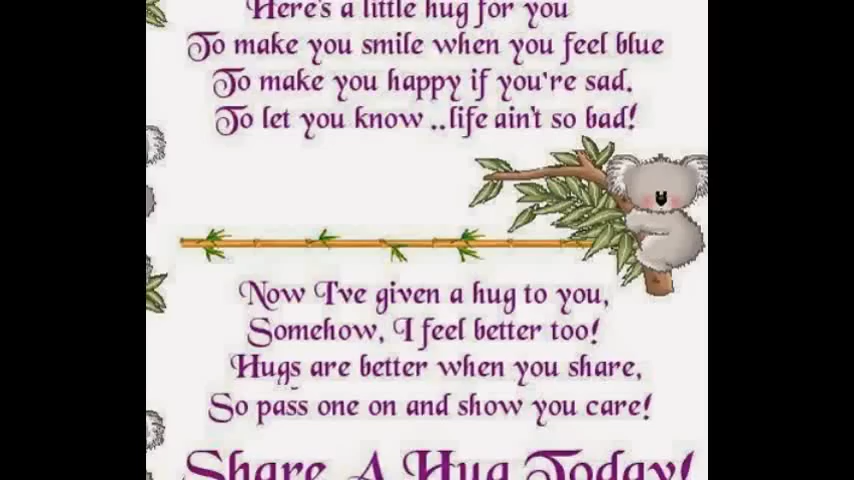 Here's a little hug for you
To make you smile when you feel blue
To make you happy if you're sad.
To let you know ..life ain't so bad!
Now I've given a hug to you,
Somehow, I feel better too!
Hugs are better when you share,
So pass one on and show you care!
Share A Hug Today!